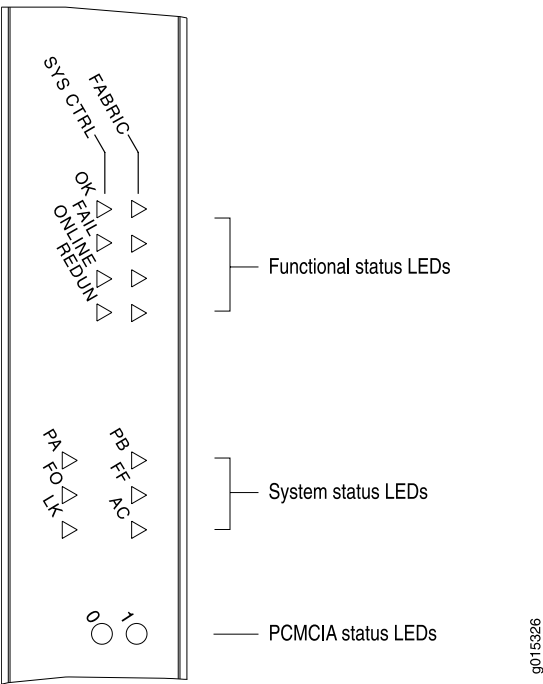 SYS CTRL
FABRIC
OK
FAIL
ONLINE
REDUN
Functional status LEDs
PA
PB
FO
FF
LK
AC
System status LEDs
0
1
PCMCIA status LEDs
g015326